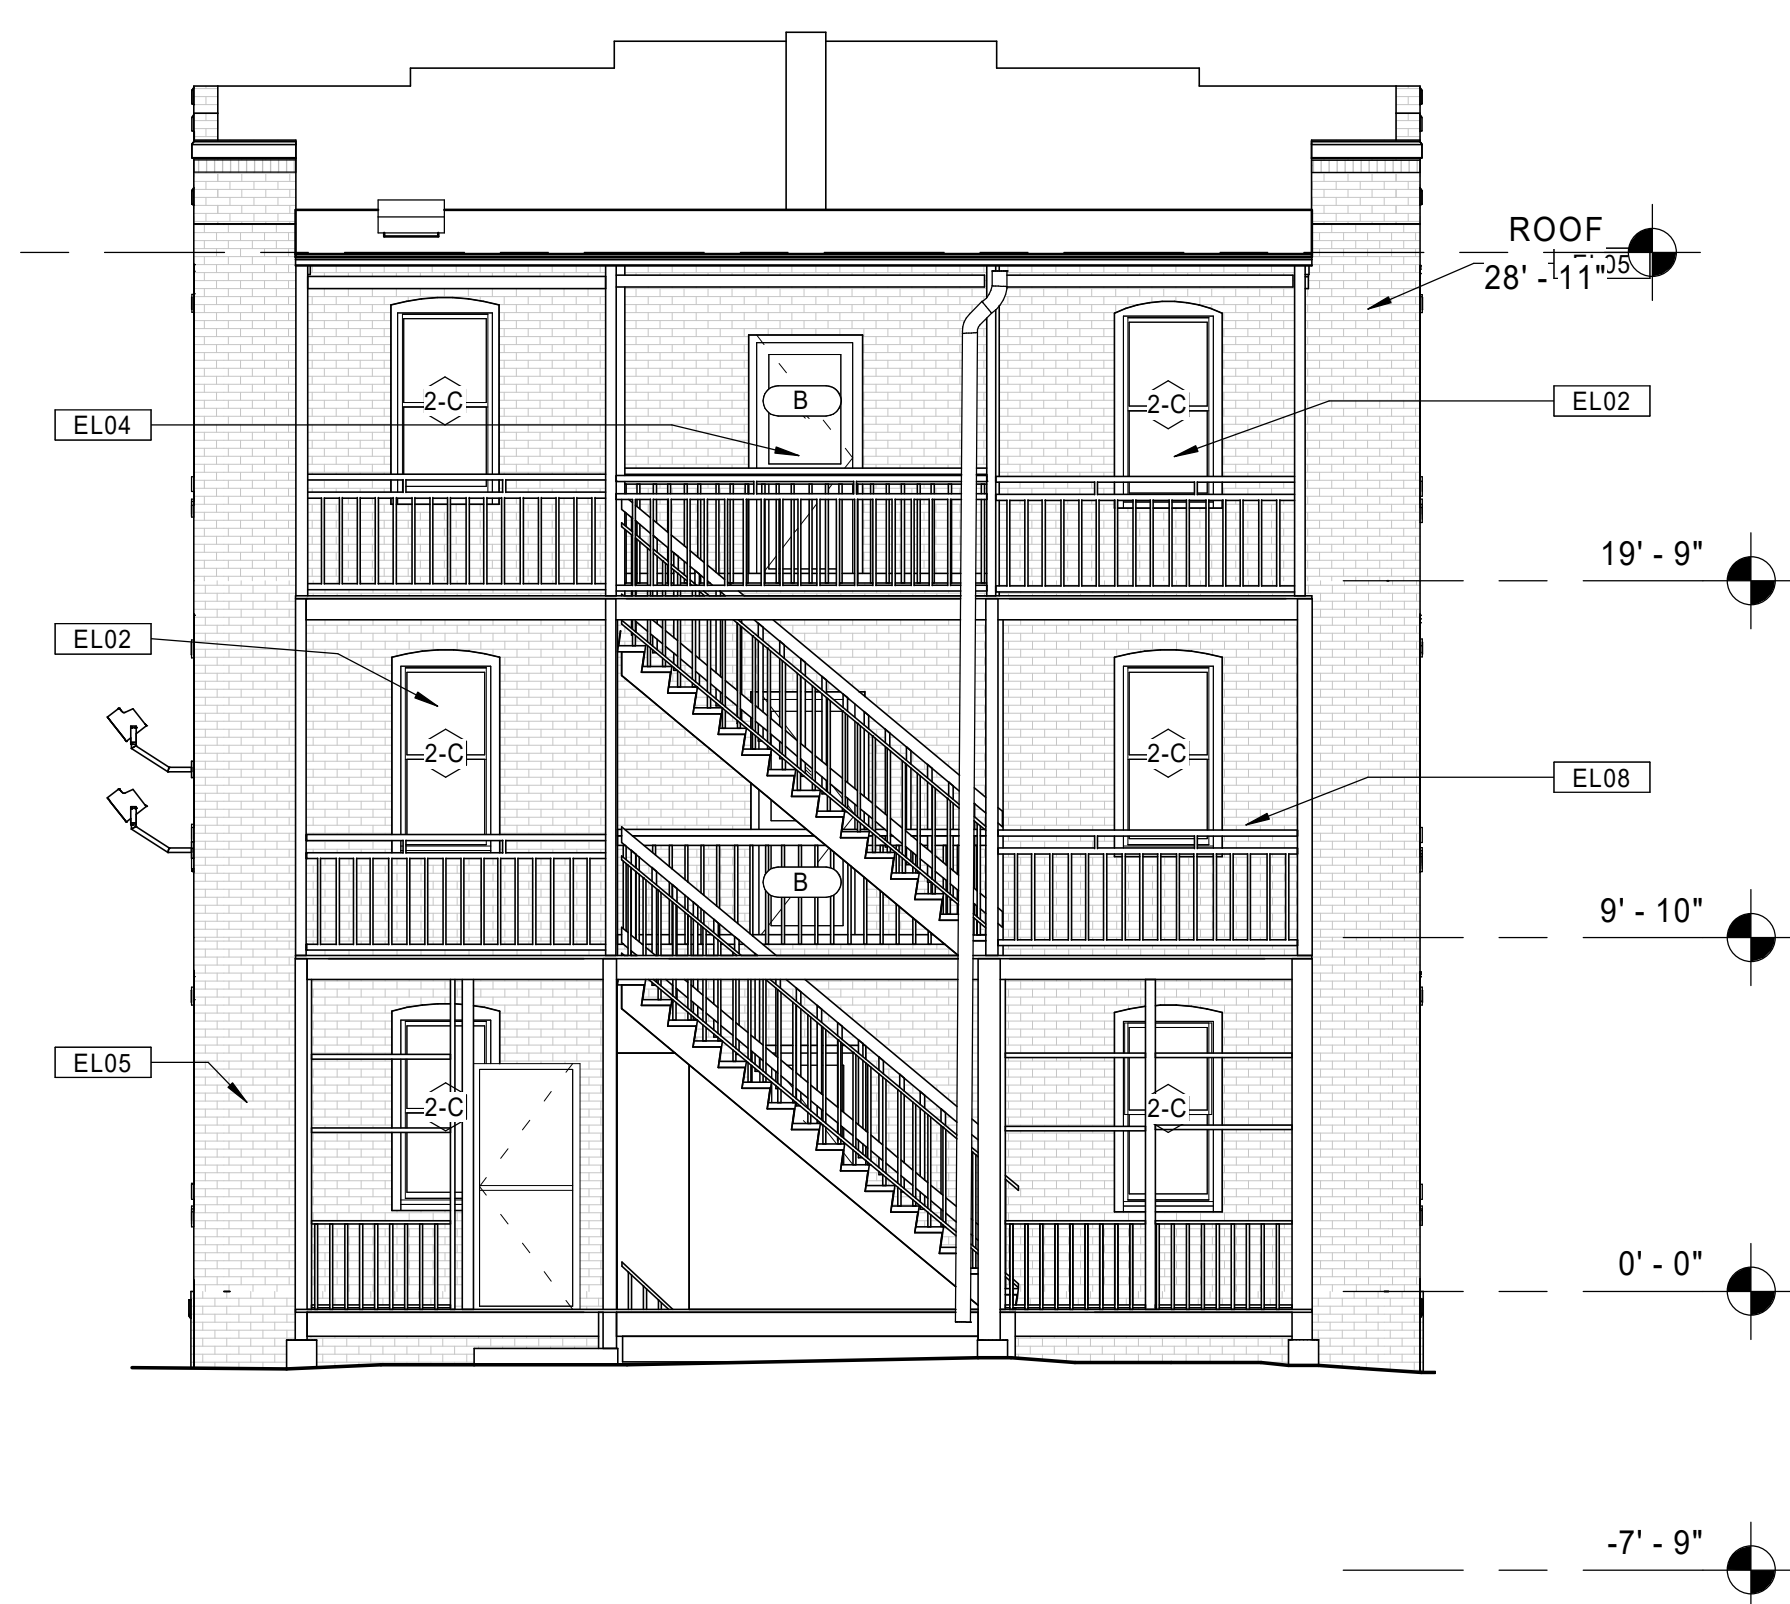 ROOF
EL05
28' - 11"
2-C
B
2-C
EL04
EL02
19' - 9"
EL02
2-C
2-C
EL08
B
9' - 10"
EL05
2-C
2-C
0' - 0"
-7' - 9"